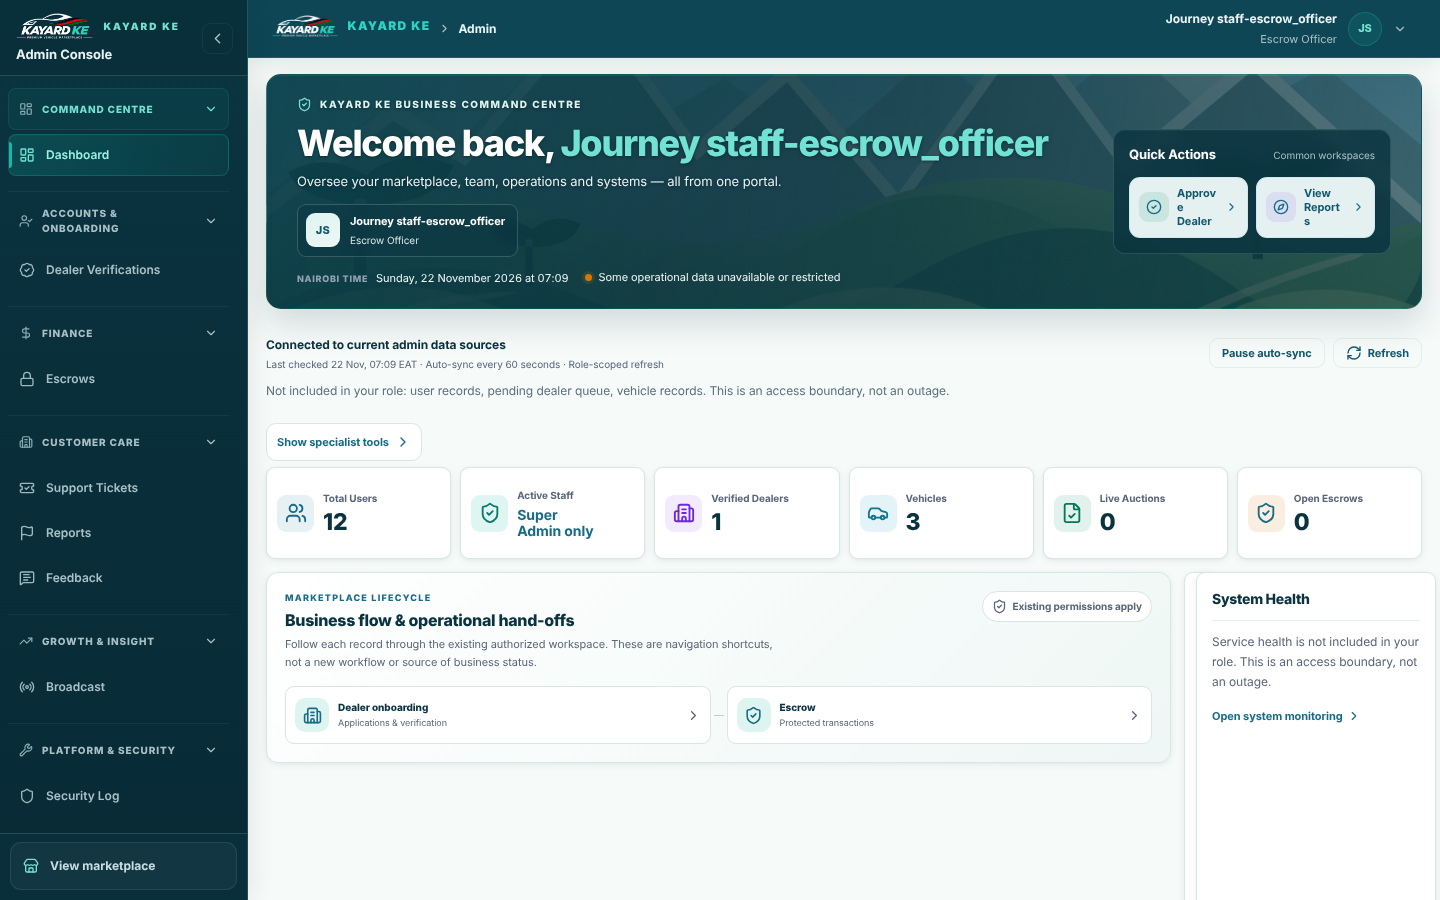 KAYARD KE
PREMIUM VEHICLE MARKETPLACE
KAYARD KE
Admin Console
COMMAND CENTRE
Dashboard
ACCOUNTS &
ONBOARDING
Dealer Verifications
FINANCE
Escrows
CUSTOMER CARE
Support Tickets
Reports
Feedback
GROWTH & INSIGHT
Broadcast
PLATFORM & SECURITY
Security Log
View marketplace
KAYARD KE
KAYARD KE
Admin
Journey staff-escrow_officer
Escrow Officer
JS
KAYARD KE BUSINESS COMMAND CENTRE
Welcome back, Journey staff-escrow_officer
Oversee your marketplace, team, operations and systems — all from one portal.
JS
Journey staff-escrow_officer
Escrow Officer
NAIROBI TIME Sunday, 22 November 2026 at 07:09
Some operational data unavailable or restricted
Quick Actions
Common workspaces
Approv
e
Dealer
View
Report
s
Connected to current admin data sources
Last checked 22 Nov, 07:09 EAT · Auto-sync every 60 seconds · Role-scoped refresh
Pause auto-sync
Refresh
Not included in your role: user records, pending dealer queue, vehicle records. This is an access boundary, not an outage.
Show specialist tools
Total Users
12
Active Staff
Super
Admin only
Verified Dealers
1
Vehicles
3
Live Auctions
0
Open Escrows
0
MARKETPLACE LIFECYCLE
Business flow & operational hand-offs
Existing permissions apply
Follow each record through the existing authorized workspace. These are navigation shortcuts,
not a new workflow or source of business status.
Dealer onboarding
Applications & verification
Escrow
Protected transactions
System Health
Service health is not included in your
role. This is an access boundary, not
an outage.
Open system monitoring